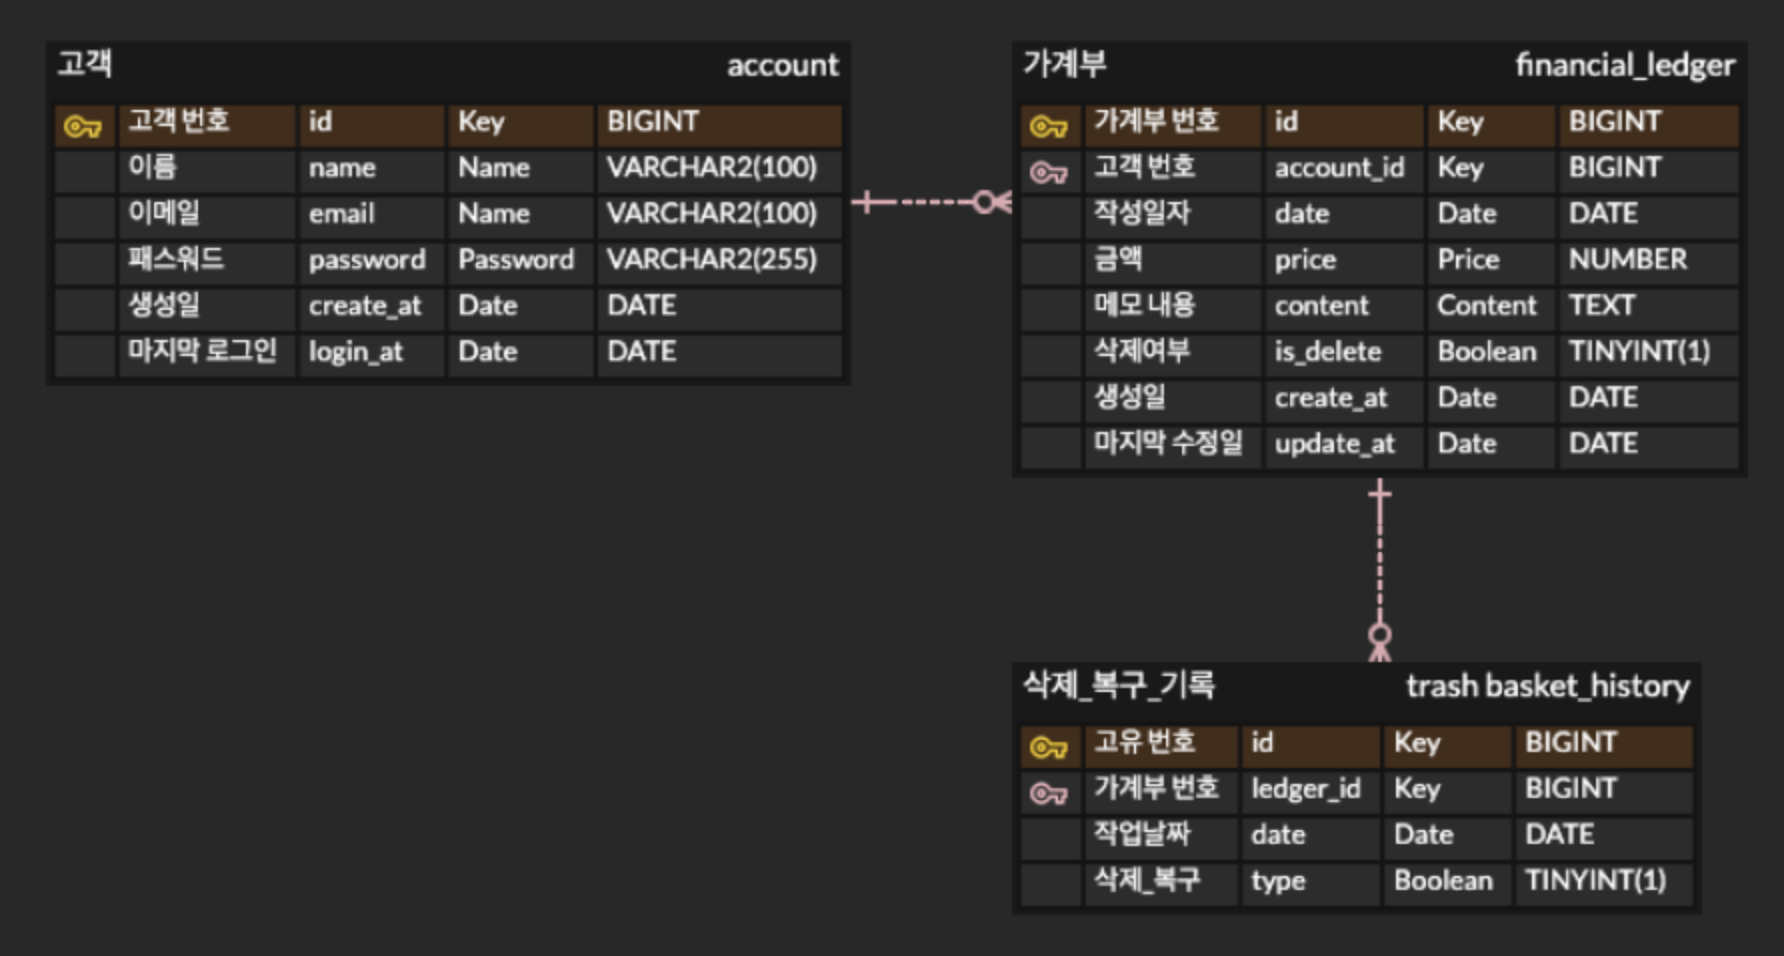 고객 account
고객 번호 id Key BIGINT
이름 name Name VARCHAR2(100)
이메일 email Name VARCHAR2(100)
패스워드 password Password VARCHAR2(255)
생성일 create_at Date DATE
마지막 로그인 login_at Date DATE
가계부 financial_ledger
가계부 번호 id Key BIGINT
고객 번호 account_id Key BIGINT
작성일자 date Date DATE
금액 price Price NUMBER
메모 내용 content Content TEXT
삭제여부 is_delete Boolean TINYINT(1)
생성일 create_at Date DATE
마지막 수정일 update_at Date DATE
삭제_복구_기록 trash basket_history
고유 번호 id Key BIGINT
가계부 번호 ledger_id Key BIGINT
작업날짜 date Date DATE
삭제_복구 type Boolean TINYINT(1)